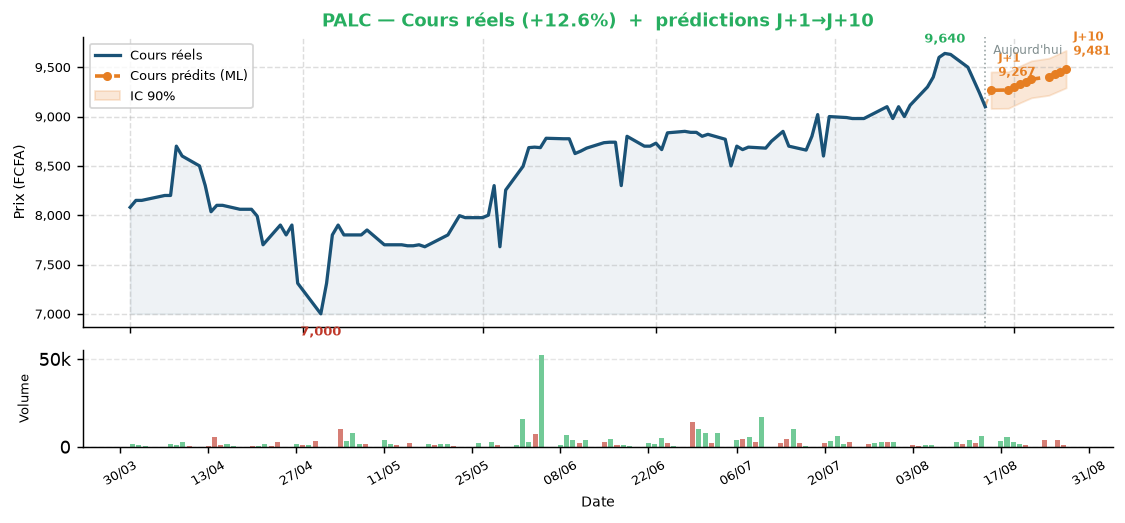 PALC — Cours réels (+12.6%)  +  prédictions J+1→J+10
Cours réels
Cours prédits (ML)
IC 90%
9,640
Aujourd'hui
J+1
9,267
J+10
9,481
7,000
Prix (FCFA)
9,500
9,000
8,500
8,000
7,500
7,000
Volume
50k
0
30/03
13/04
27/04
11/05
25/05
08/06
22/06
06/07
20/07
03/08
17/08
31/08
Date